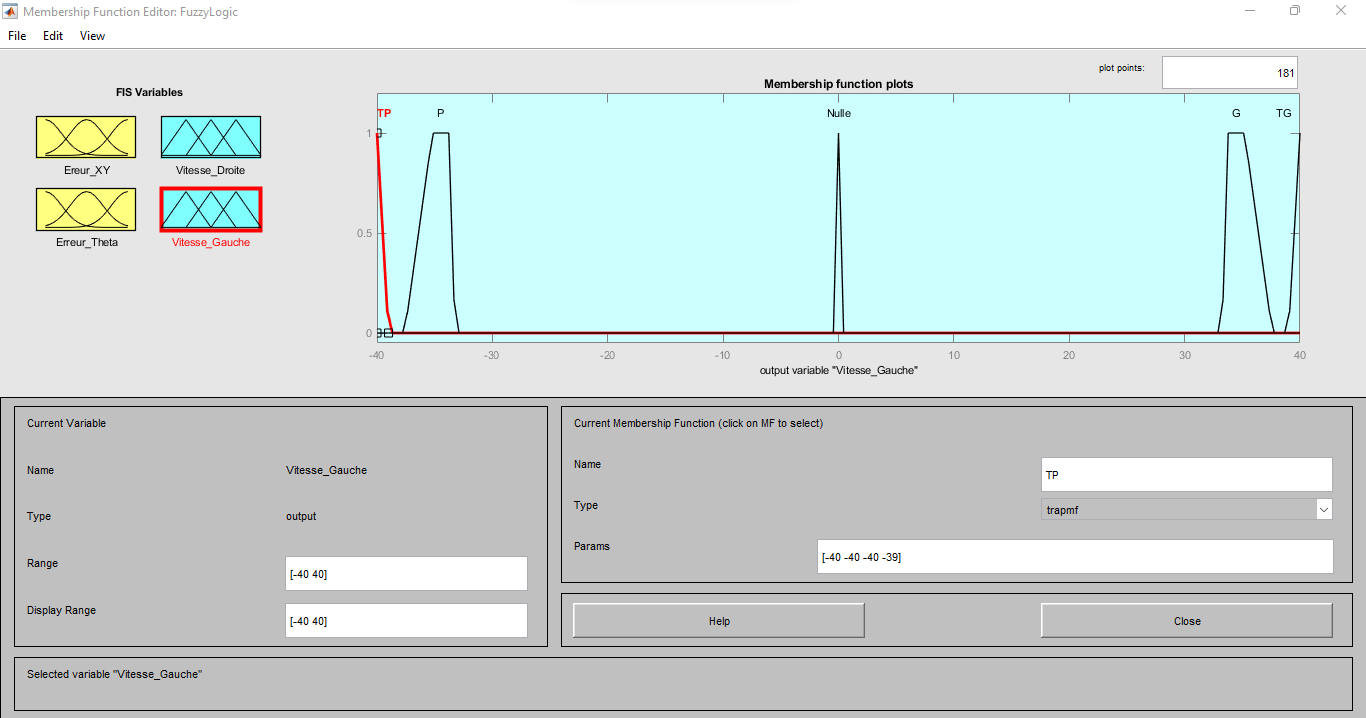 Membership Function Editor: FuzzyLogic
File Edit View
FIS Variables
Ereur_XY
Vitesse_Droite
Erreur_Theta
Vitesse_Gauche
plot points:
181
Membership function plots
TP P Nulle G TG
1
0.5
0
-40 -30 -20 -10 0 10 20 30 40
output variable "Vitesse_Gauche"
Current Variable
Name Vitesse_Gauche
Type output
Range [-40 40]
Display Range [-40 40]
Current Membership Function (click on MF to select)
Name TP
Type trapmf
Params [-40 -40 -40 -39]
Help Close
Selected variable "Vitesse_Gauche"